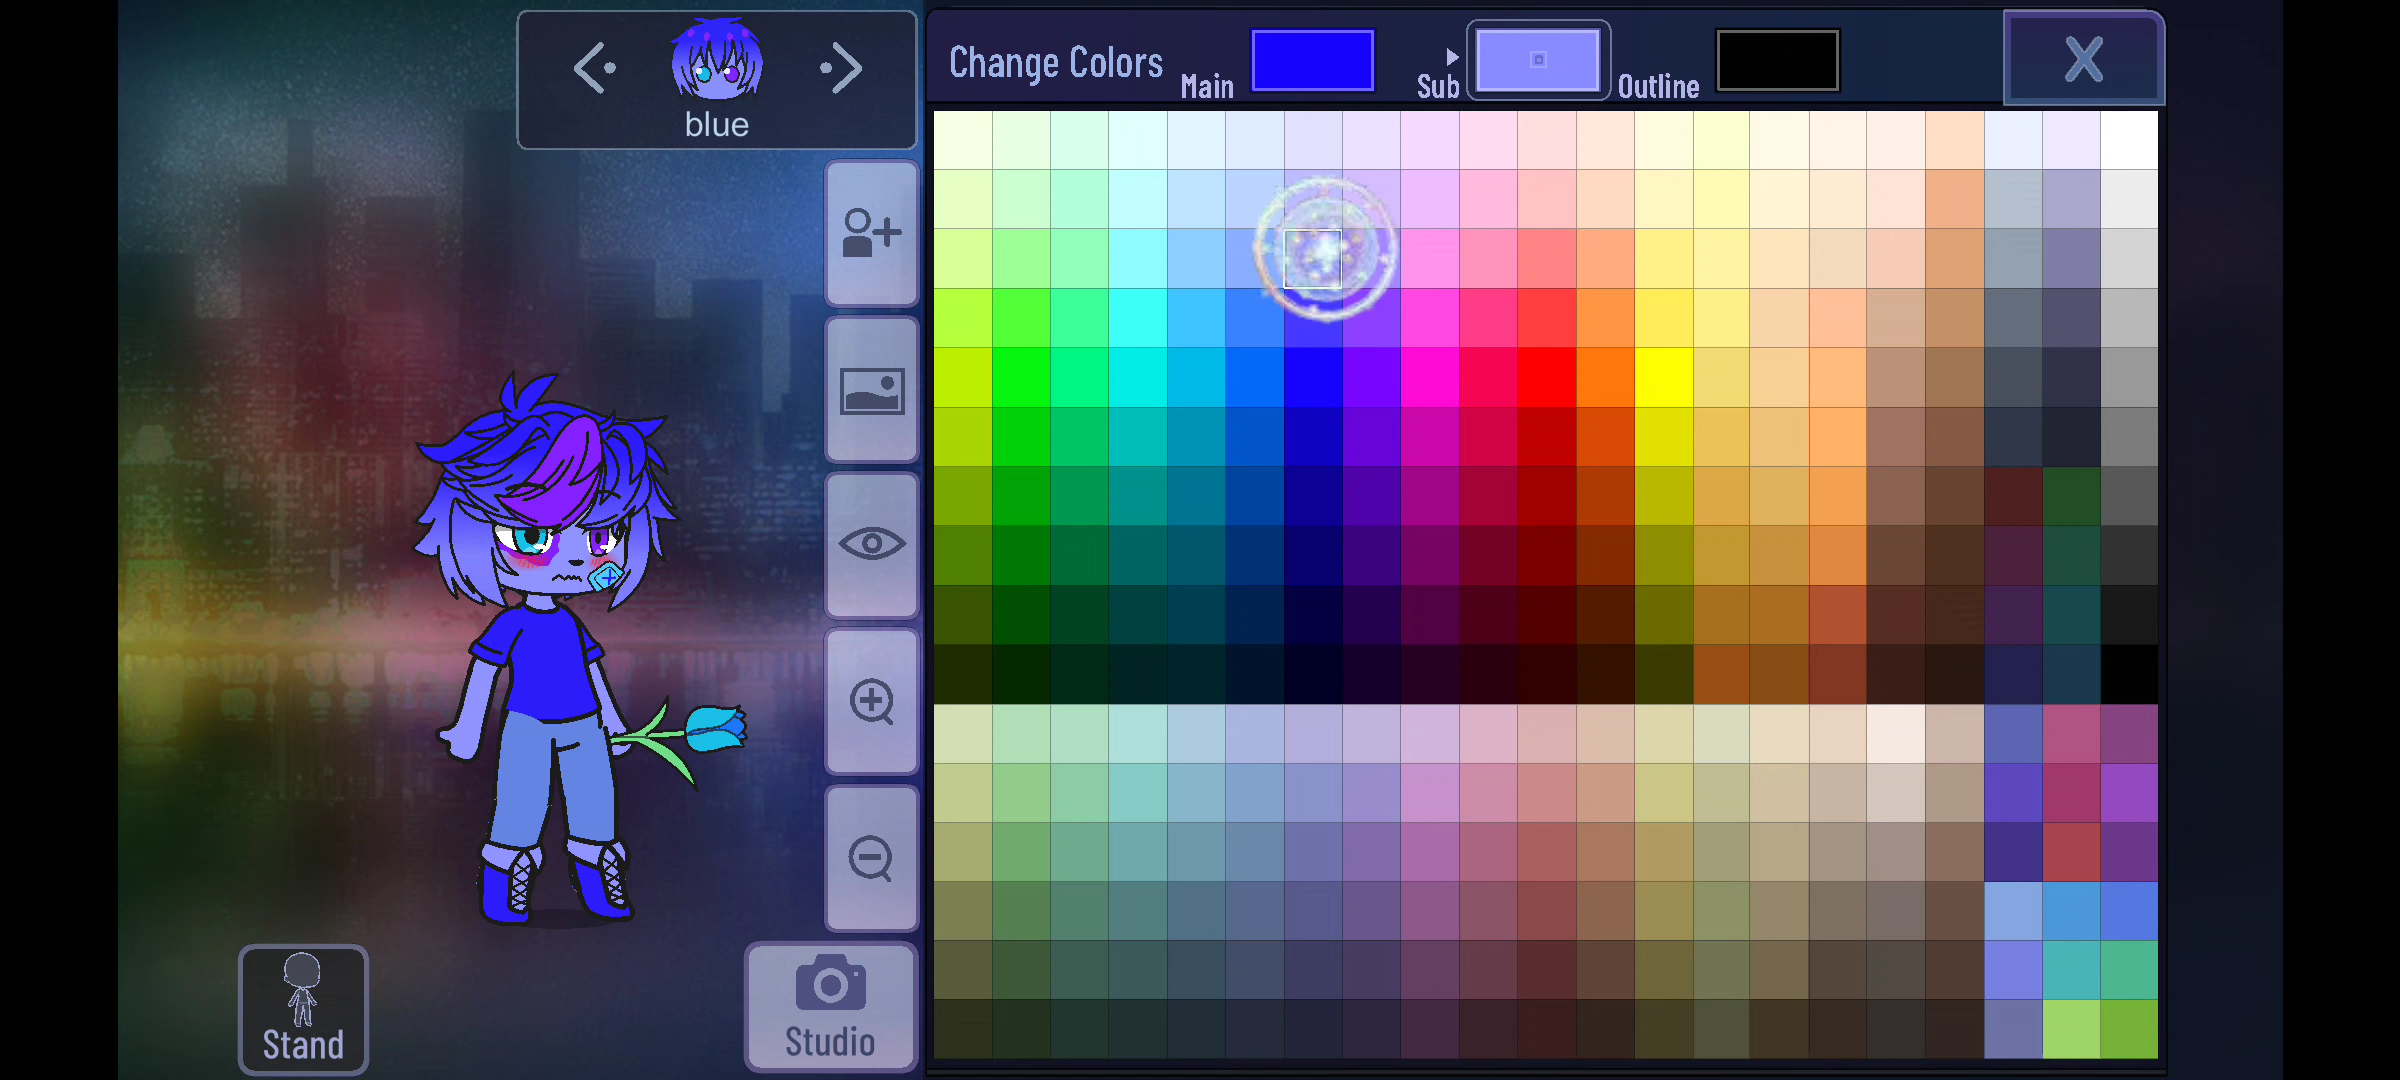 blue
Change Colors
Main
Sub
Outline
X
Stand
Studio